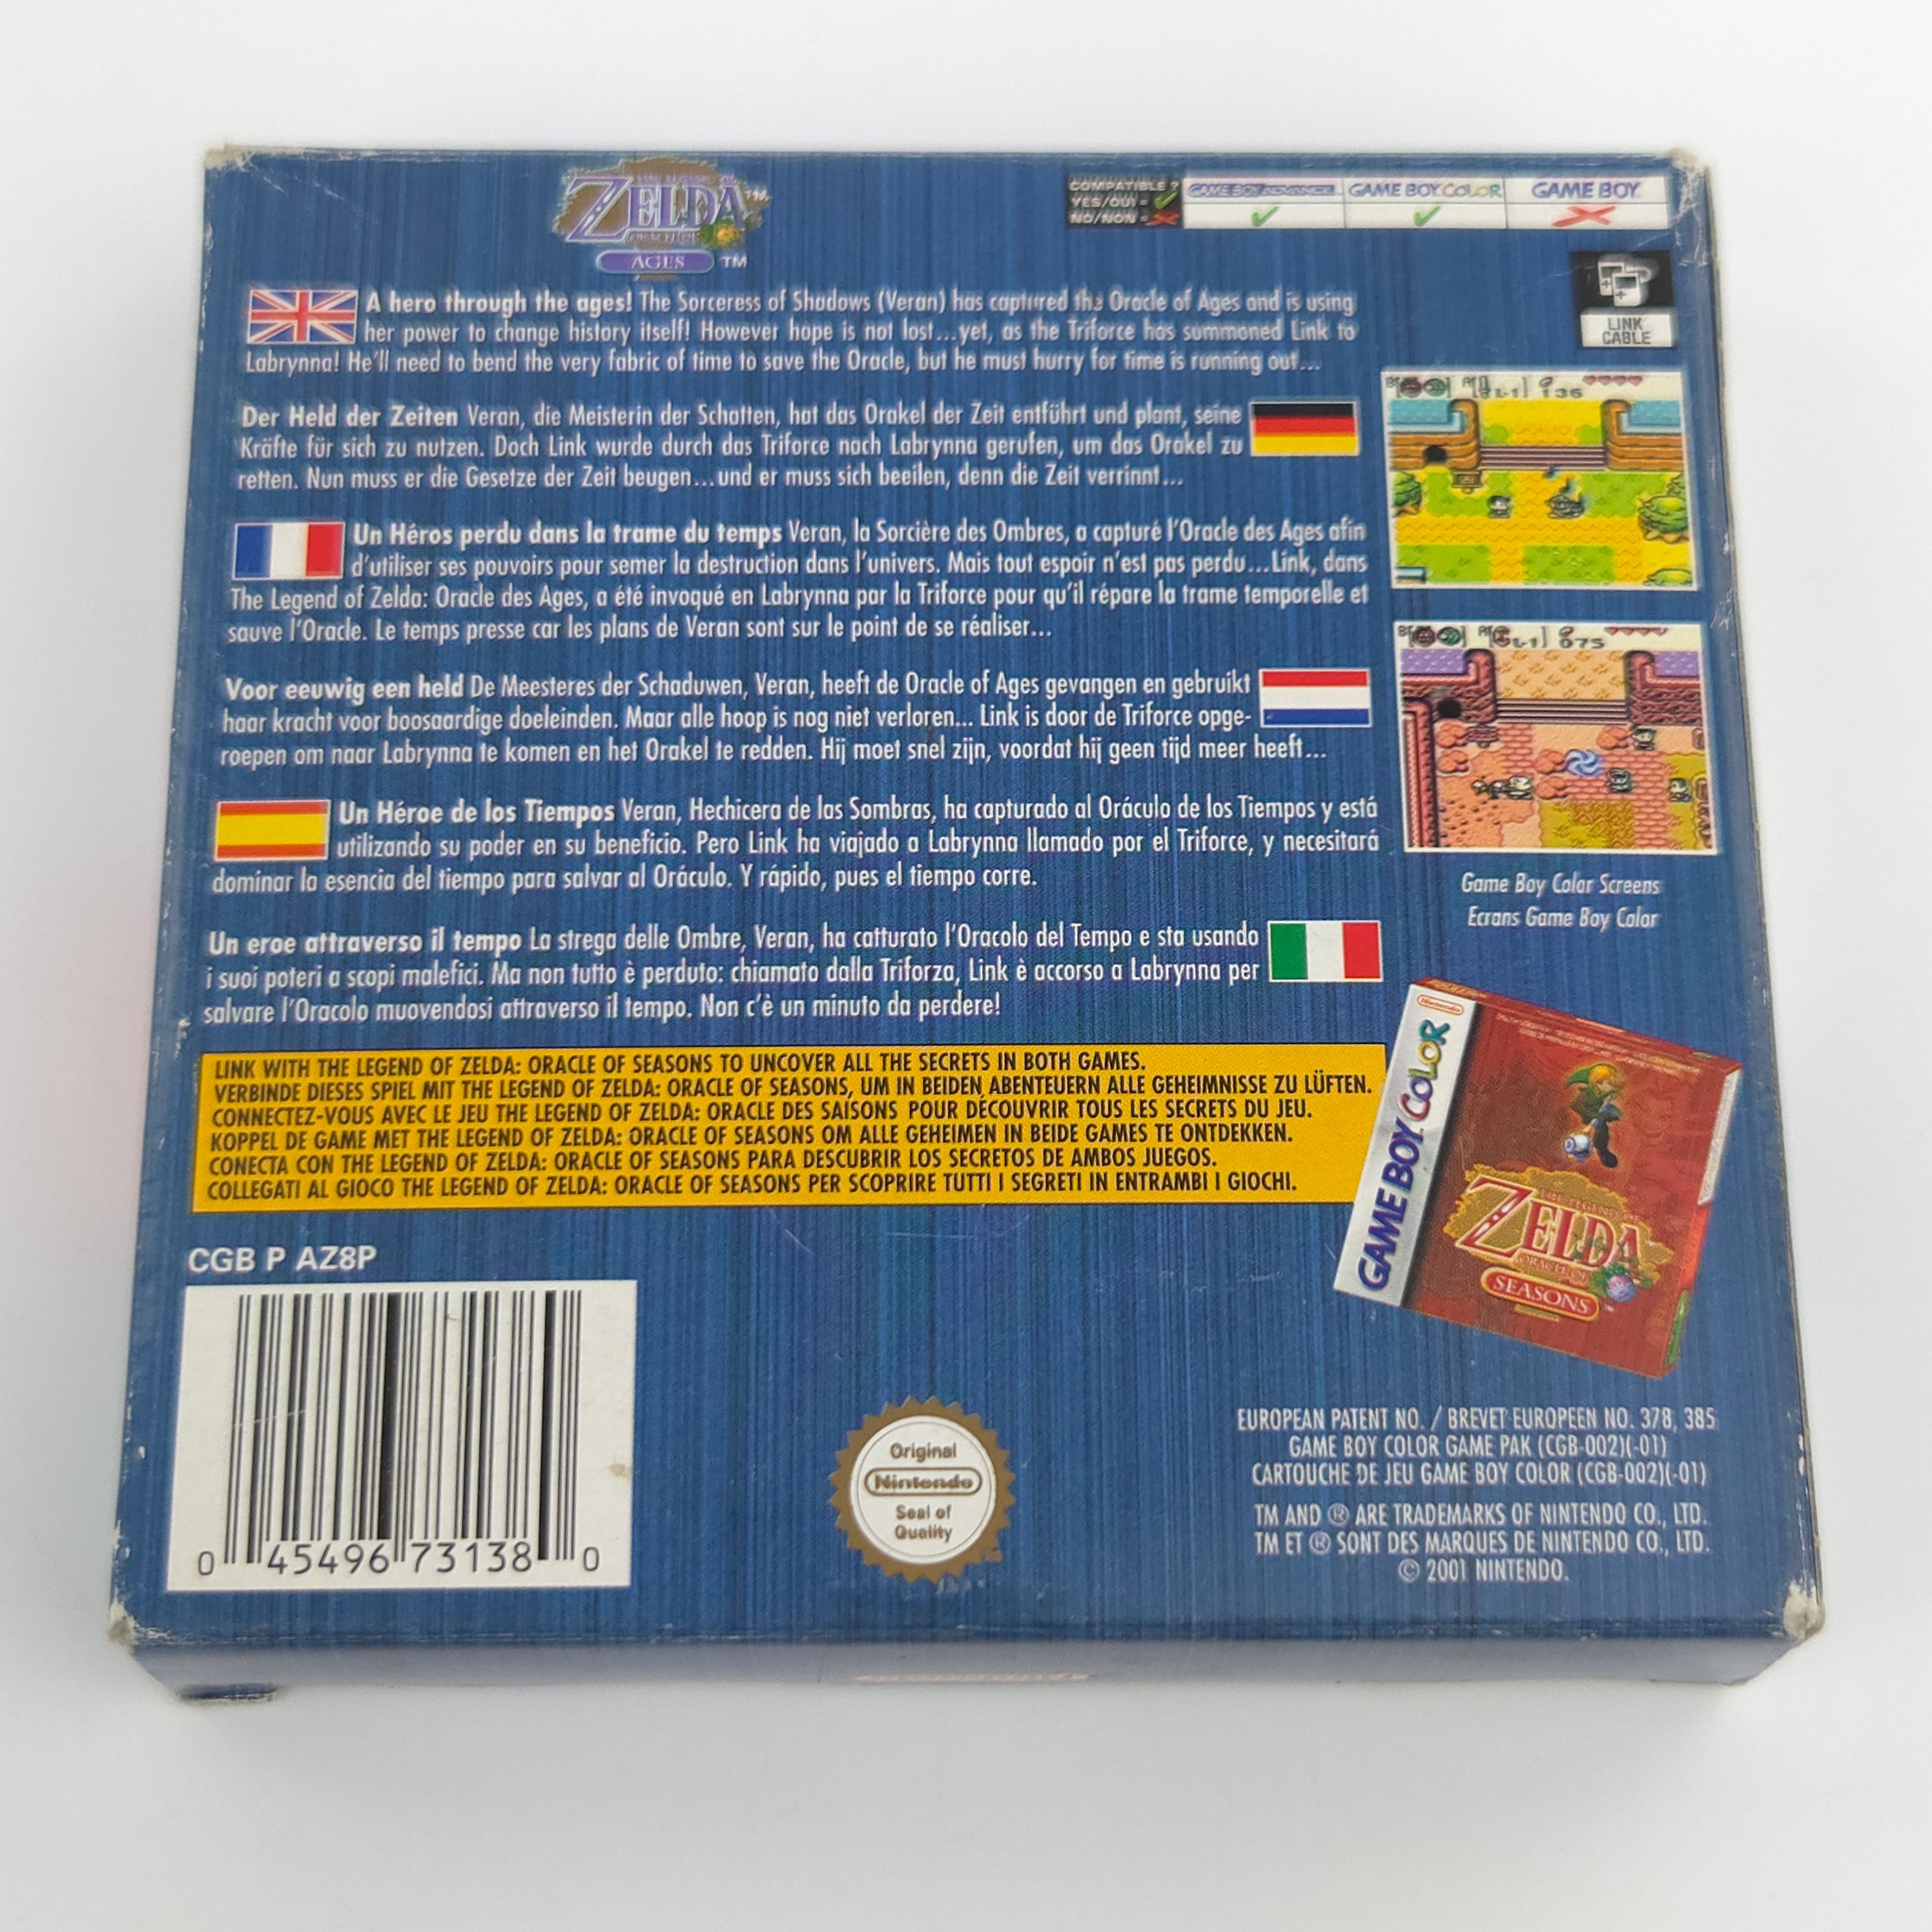 ZELDA™
ORACLE OF
AGES ™
COMPATIBLE ?
YES/OUI =
NO/NON =
GAME BOY ADVANCE
GAME BOY COLOR
GAME BOY
LINK
CABLE
A hero through the ages! The Sorceress of Shadows (Veran) has captured the Oracle of Ages and is using
her power to change history itself! However hope is not lost...yet, as the Triforce has summoned Link to
Labrynna! He'll need to bend the very fabric of time to save the Oracle, but he must hurry for time is running out...
Der Held der Zeiten Veran, die Meisterin der Schatten, hat das Orakel der Zeit entführt und plant, seine
Kräfte für sich zu nutzen. Doch Link wurde durch das Triforce nach Labrynna gerufen, um das Orakel zu
retten. Nun muss er die Gesetze der Zeit beugen...und er muss sich beeilen, denn die Zeit verrinnt...
Un Héros perdu dans la trame du temps Veran, la Sorcière des Ombres, a capturé l'Oracle des Ages afin
d'utiliser ses pouvoirs pour semer la destruction dans l'univers. Mais tout espoir n'est pas perdu...Link, dans
The Legend of Zelda: Oracle des Ages, a été invoqué en Labrynna par la Triforce pour qu'il répare la trame temporelle et
sauve l'Oracle. Le temps presse car les plans de Veran sont sur le point de se réaliser...
Voor eeuwig een held De Meesteres der Schaduwen, Veran, heeft de Oracle of Ages gevangen en gebruikt
haar kracht voor boosaardige doeleinden. Maar alle hoop is nog niet verloren... Link is door de Triforce opge-
roepen om naar Labrynna te komen en het Orakel te redden. Hij moet snel zijn, voordat hij geen tijd meer heeft...
Un Héroe de los Tiempos Veran, Hechicera de las Sombras, ha capturado al Oráculo de los Tiempos y está
utilizando su poder en su beneficio. Pero Link ha viajado a Labrynna llamado por el Triforce, y necesitará
dominar la esencia del tiempo para salvar al Oráculo. Y rápido, pues el tiempo corre.
Un eroe attraverso il tempo La strega delle Ombre, Veran, ha catturato l'Oracolo del Tempo e sta usando
i suoi poteri a scopi malefici. Ma non tutto è perduto: chiamato dalla Triforza, Link è accorso a Labrynna per
salvare l'Oracolo muovendosi attraverso il tempo. Non c'è un minuto da perdere!
B A L-1 136
B A L-1 075
Game Boy Color Screens
Ecrans Game Boy Color
LINK WITH THE LEGEND OF ZELDA: ORACLE OF SEASONS TO UNCOVER ALL THE SECRETS IN BOTH GAMES.
VERBINDE DIESES SPIEL MIT THE LEGEND OF ZELDA: ORACLE OF SEASONS, UM IN BEIDEN ABENTEUERN ALLE GEHEIMNISSE ZU LÜFTEN.
CONNECTEZ-VOUS AVEC LE JEU THE LEGEND OF ZELDA: ORACLE DES SAISONS POUR DÉCOUVRIR TOUS LES SECRETS DU JEU.
KOPPEL DE GAME MET THE LEGEND OF ZELDA: ORACLE OF SEASONS OM ALLE GEHEIMEN IN BEIDE GAMES TE ONTDEKKEN.
CONECTA CON THE LEGEND OF ZELDA: ORACLE OF SEASONS PARA DESCUBRIR LOS SECRETOS DE AMBOS JUEGOS.
COLLEGATI AL GIOCO THE LEGEND OF ZELDA: ORACLE OF SEASONS PER SCOPRIRE TUTTI I SEGRETI IN ENTRAMBI I GIOCHI.
Nintendo
GAME BOY COLOR
THE LEGEND OF
ZELDA
ORACLE OF
SEASONS
CGB P AZ8P
0 45496 73138 0
Original
Nintendo
Seal of
Quality
EUROPEAN PATENT NO. / BREVET EUROPEEN NO. 378, 385
GAME BOY COLOR GAME PAK (CGB-002)(-01)
CARTOUCHE DE JEU GAME BOY COLOR (CGB-002)(-01)
TM AND ® ARE TRADEMARKS OF NINTENDO CO., LTD.
TM ET ® SONT DES MARQUES DE NINTENDO CO., LTD.
© 2001 NINTENDO.